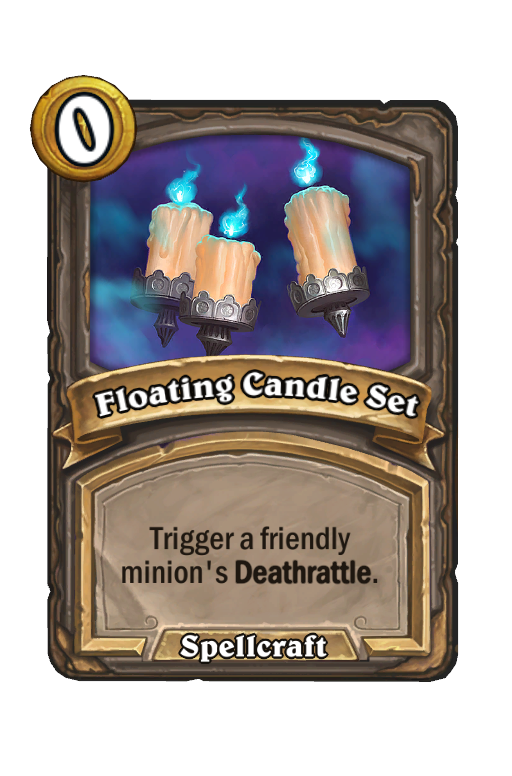 0
Floating Candle Set
Trigger a friendly
minion's Deathrattle.
Spellcraft